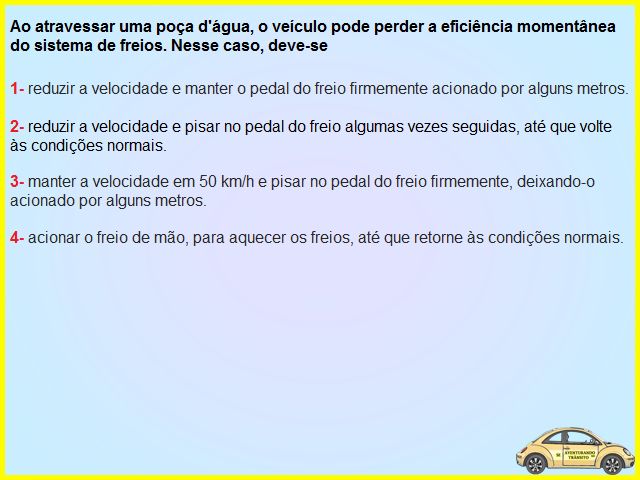 Ao atravessar uma poça d'água, o veículo pode perder a eficiência momentânea
do sistema de freios. Nesse caso, deve-se
1- reduzir a velocidade e manter o pedal do freio firmemente acionado por alguns metros.
2- reduzir a velocidade e pisar no pedal do freio algumas vezes seguidas, até que volte
às condições normais.
3- manter a velocidade em 50 km/h e pisar no pedal do freio firmemente, deixando-o
acionado por alguns metros.
4- acionar o freio de mão, para aquecer os freios, até que retorne às condições normais.
AVENTURANDO
TRÂNSITO